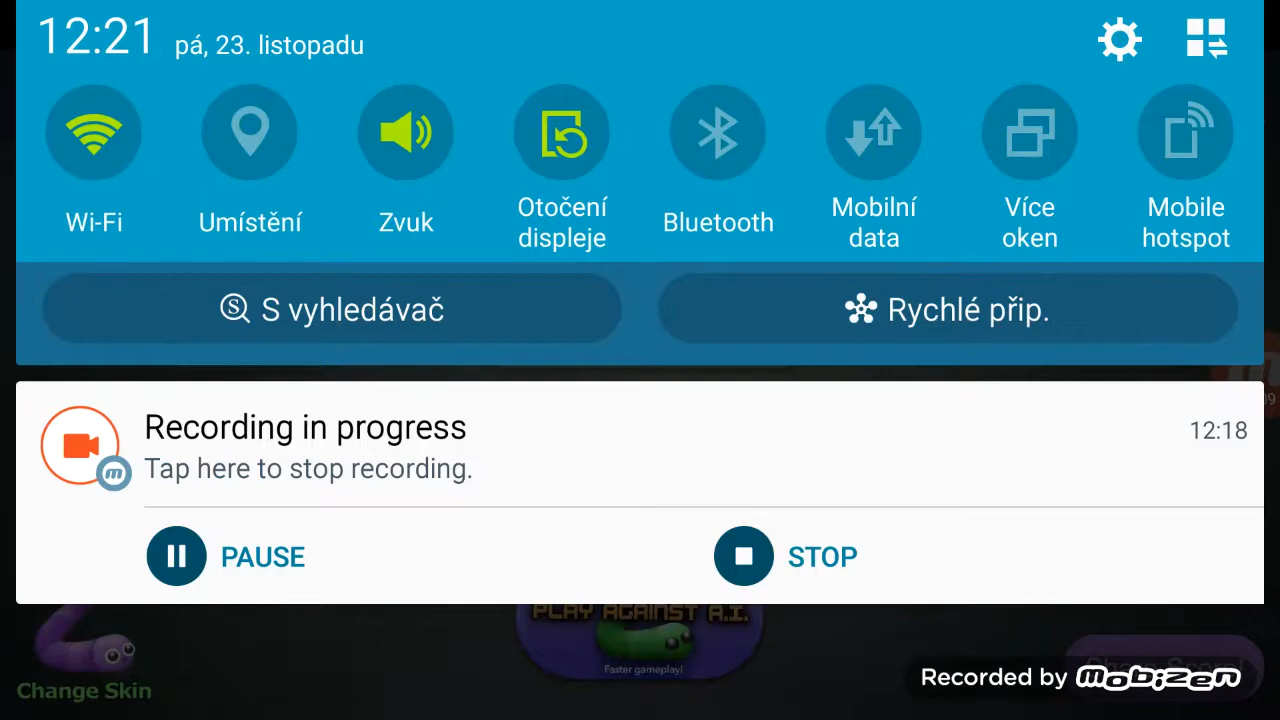 12:21 pá, 23. listopadu
Wi-Fi
Umístění
Zvuk
Otočení
displeje
Bluetooth
Mobilní
data
Více
oken
Mobile
hotspot
S vyhledávač
Rychlé příp.
Recording in progress
12:18
Tap here to stop recording.
PAUSE
STOP
PLAY AGAINST A.I.
Faster gameplay!
Change Skin
Recorded by mobizen